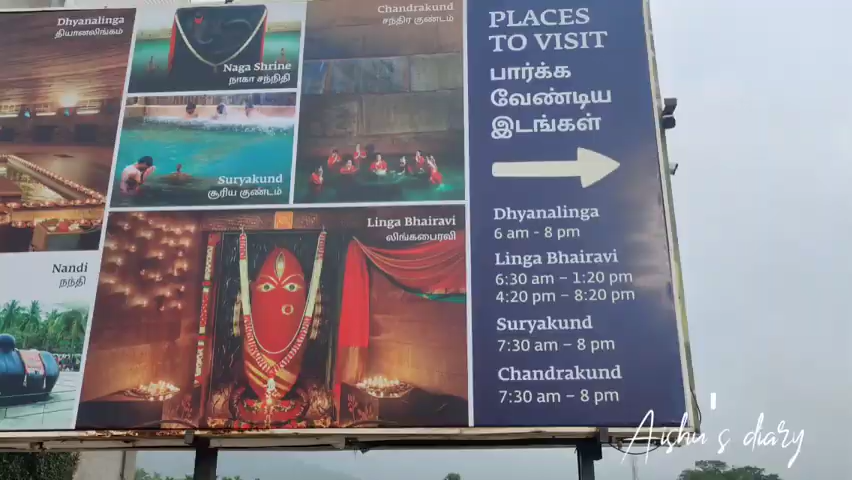 Dhyanalinga
தியானலிங்கம்
Naga Shrine
நாகா சந்நிதி
Chandrakund
சந்திர குண்டம்
Suryakund
சூரிய குண்டம்
Nandi
நந்தி
Linga Bhairavi
லிங்கபைரவி
PLACES
TO VISIT
பார்க்க
வேண்டிய
இடங்கள்
Dhyanalinga
6 am - 8 pm
Linga Bhairavi
6:30 am – 1:20 pm
4:20 pm – 8:20 pm
Suryakund
7:30 am – 8 pm
Chandrakund
7:30 am – 8 pm
Aishu's diary